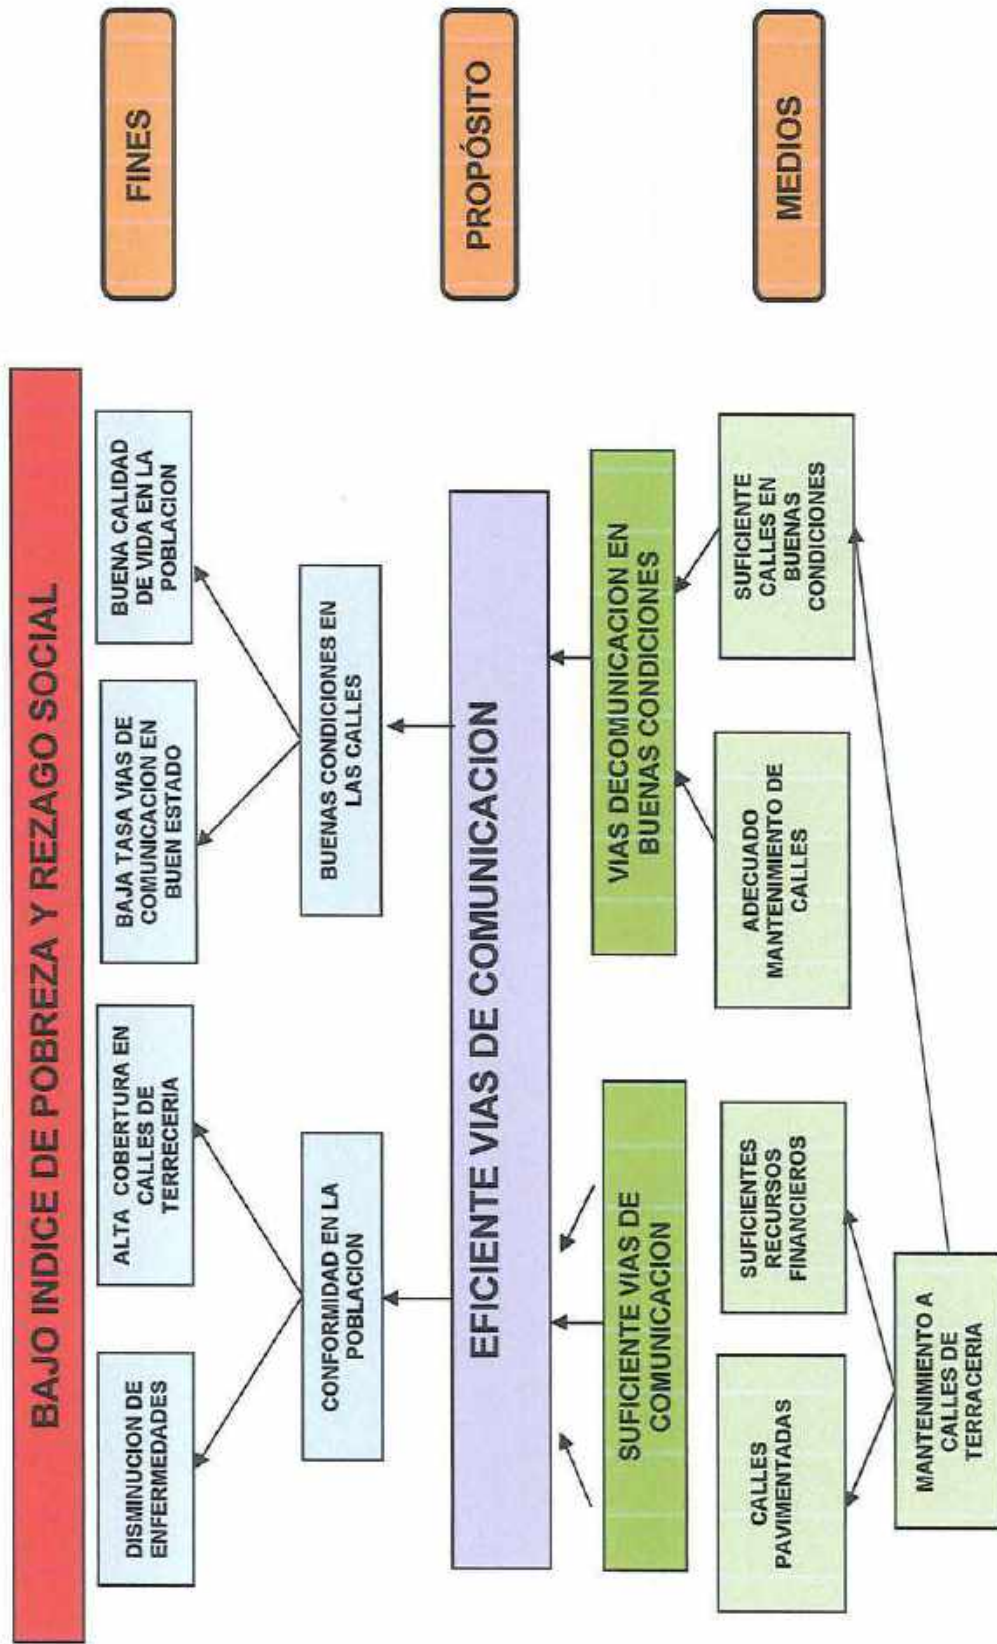 BAJO INDICE DE POBREZA Y REZAGO SOCIAL
FINES
DISMINUCION DE
ENFERMEDADES
ALTA COBERTURA EN
CALLES DE
TERRECERIA
BAJA TASA VIAS DE
COMUNICACION EN
BUEN ESTADO
BUENA CALIDAD
DE VIDA EN LA
POBLACION
CONFORMIDAD EN LA
POBLACION
BUENAS CONDICIONES EN
LAS CALLES
EFICIENTE VIAS DE COMUNICACION
PROPÓSITO
SUFICIENTE VIAS DE
COMUNICACION
VIAS DECOMUNICACION EN
BUENAS CONDICIONES
CALLES
PAVIMENTADAS
SUFICIENTES
RECURSOS
FINANCIEROS
ADECUADO
MANTENIMIENTO DE
CALLES
SUFICIENTE
CALLES EN
BUENAS
CONDICIONES
MEDIOS
MANTENIMIENTO A
CALLES DE
TERRACERIA